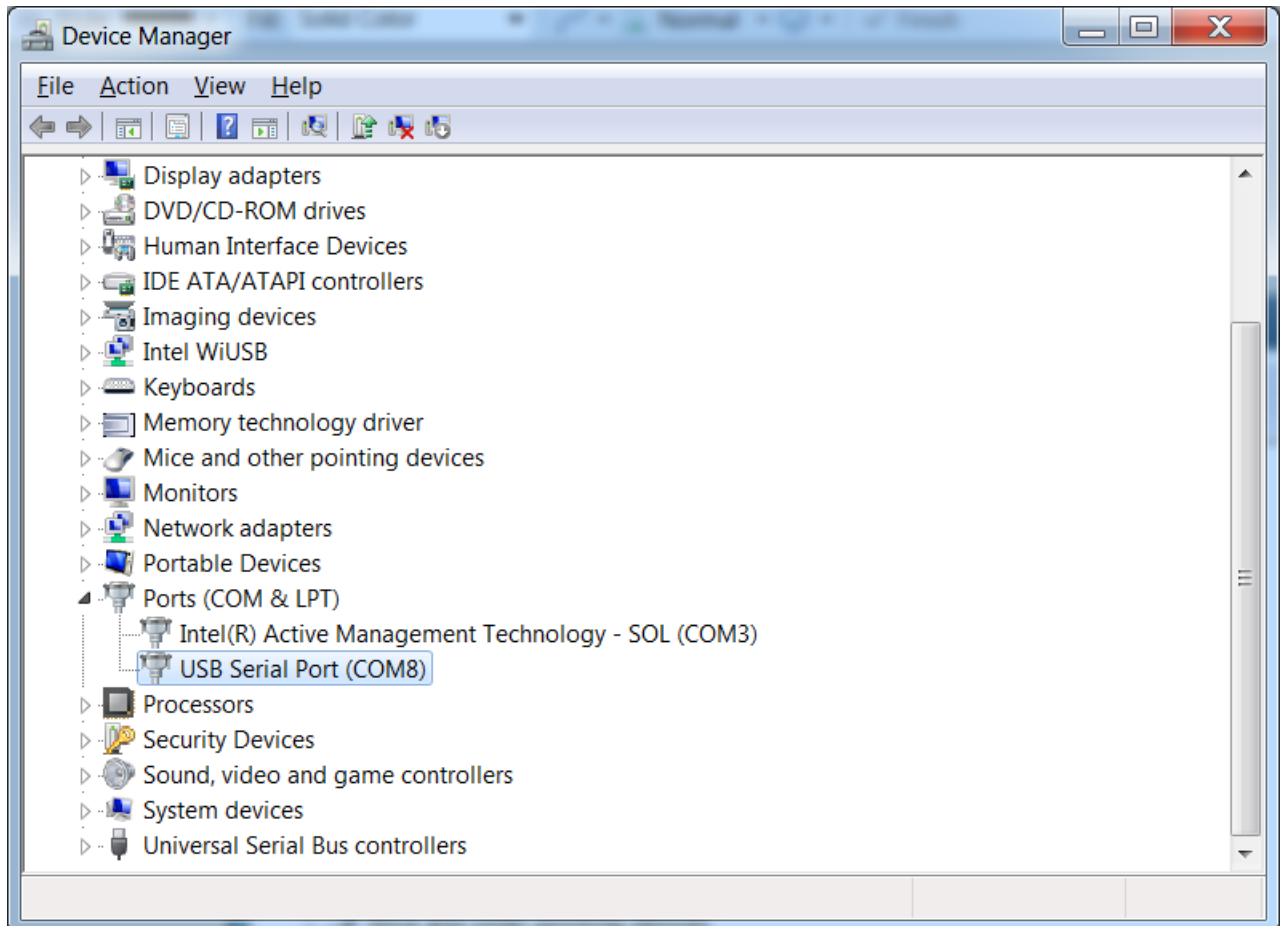 Device Manager
File Action View Help
Display adapters
DVD/CD-ROM drives
Human Interface Devices
IDE ATA/ATAPI controllers
Imaging devices
Intel WiUSB
Keyboards
Memory technology driver
Mice and other pointing devices
Monitors
Network adapters
Portable Devices
Ports (COM & LPT)
Intel(R) Active Management Technology - SOL (COM3)
USB Serial Port (COM8)
Processors
Security Devices
Sound, video and game controllers
System devices
Universal Serial Bus controllers